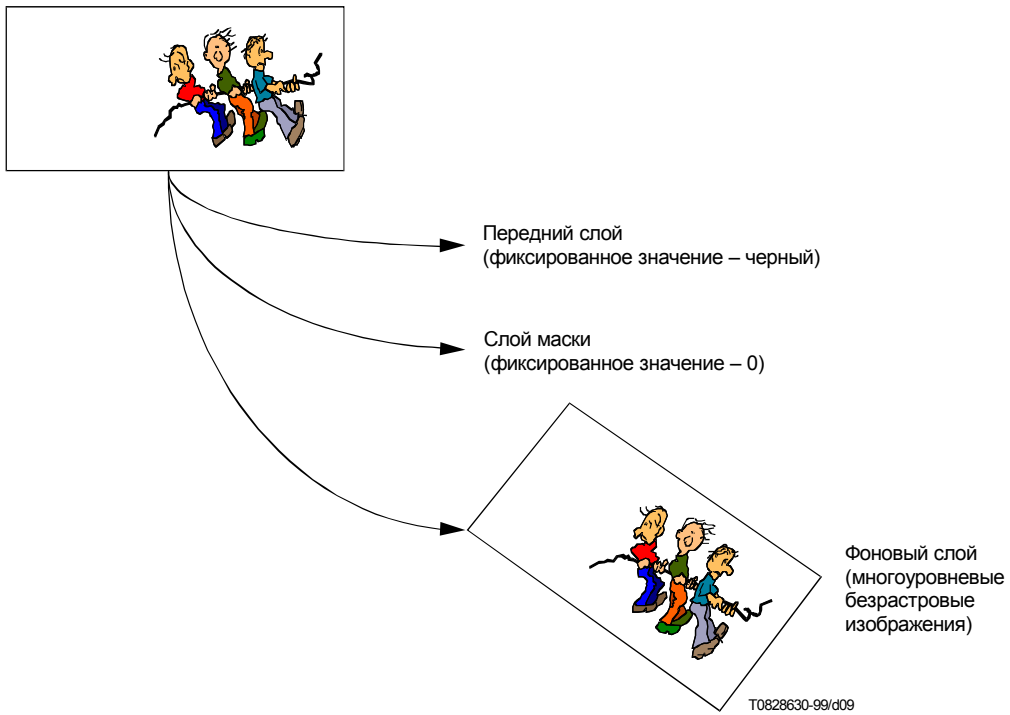 Передний слой
(фиксированное значение – черный)
Слой маски
(фиксированное значение – 0)
Фоновый слой
(многоуровневые
безрастровые
изображения)
T0828630-99/d09